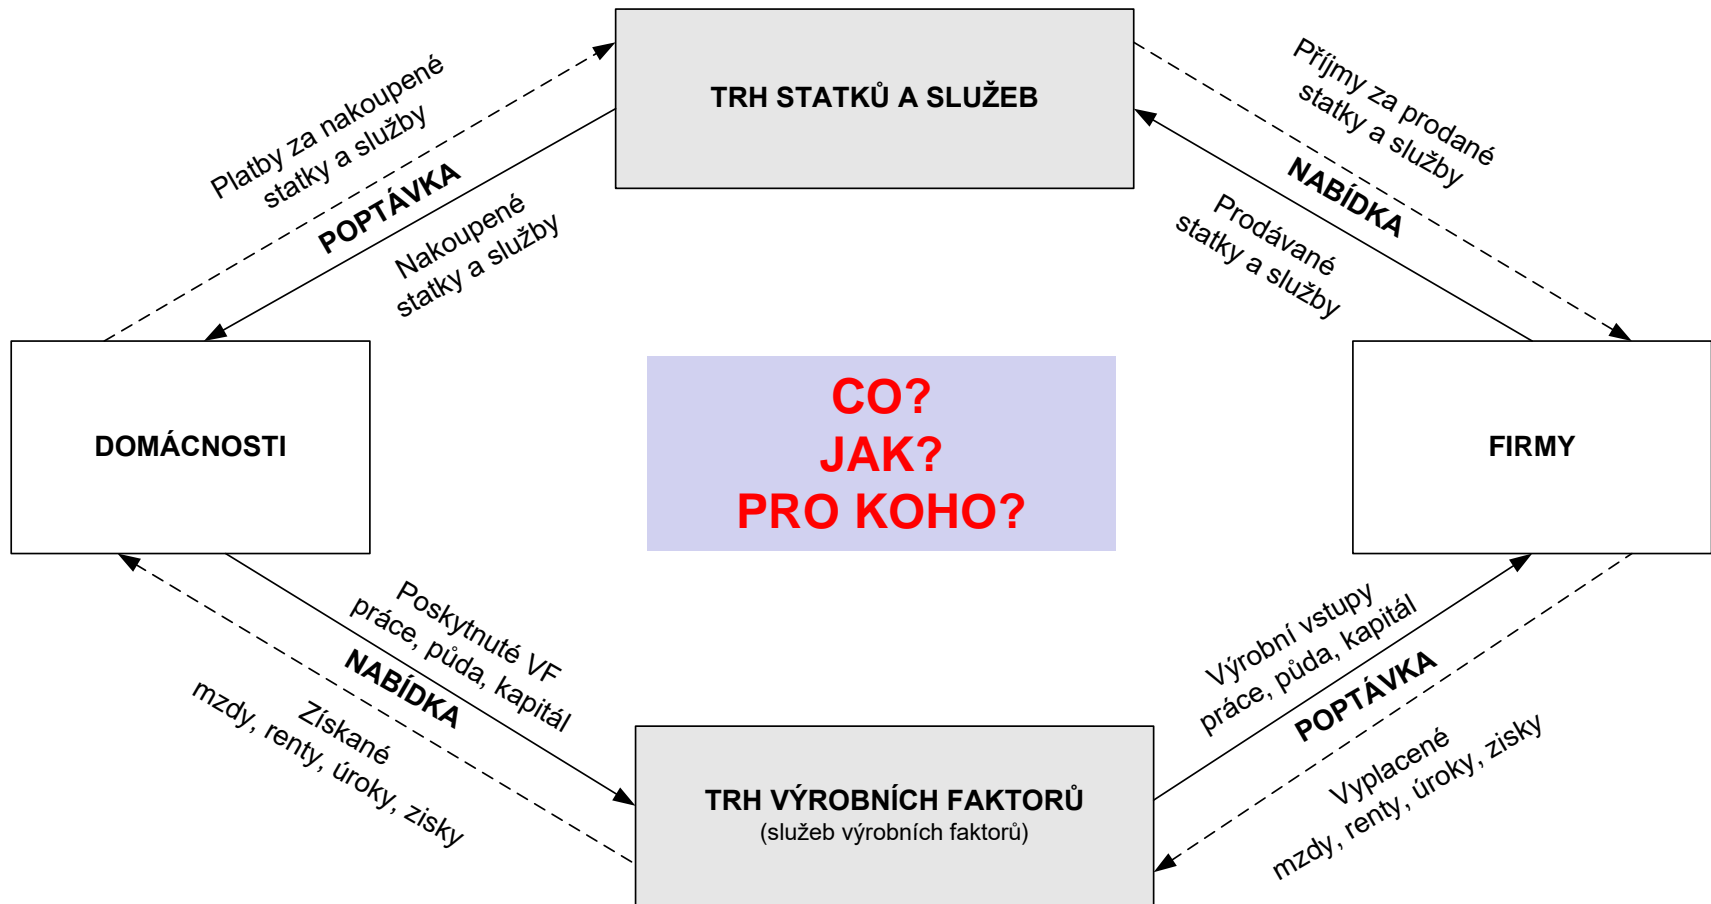 TRH STATKŮ A SLUŽEB
Platby za nakoupené
statky a služby
POPTÁVKA
Nakoupené
statky a služby
Příjmy za prodané
statky a služby
NABÍDKA
Prodávané
statky a služby
DOMÁCNOSTI
CO?
JAK?
PRO KOHO?
FIRMY
Poskytnuté VF
práce, půda, kapitál
NABÍDKA
Získané
mzdy, renty, úroky, zisky
Výrobní vstupy
práce, půda, kapitál
POPTÁVKA
Vyplacené
mzdy, renty, úroky, zisky
TRH VÝROBNÍCH FAKTORŮ
(služeb výrobních faktorů)